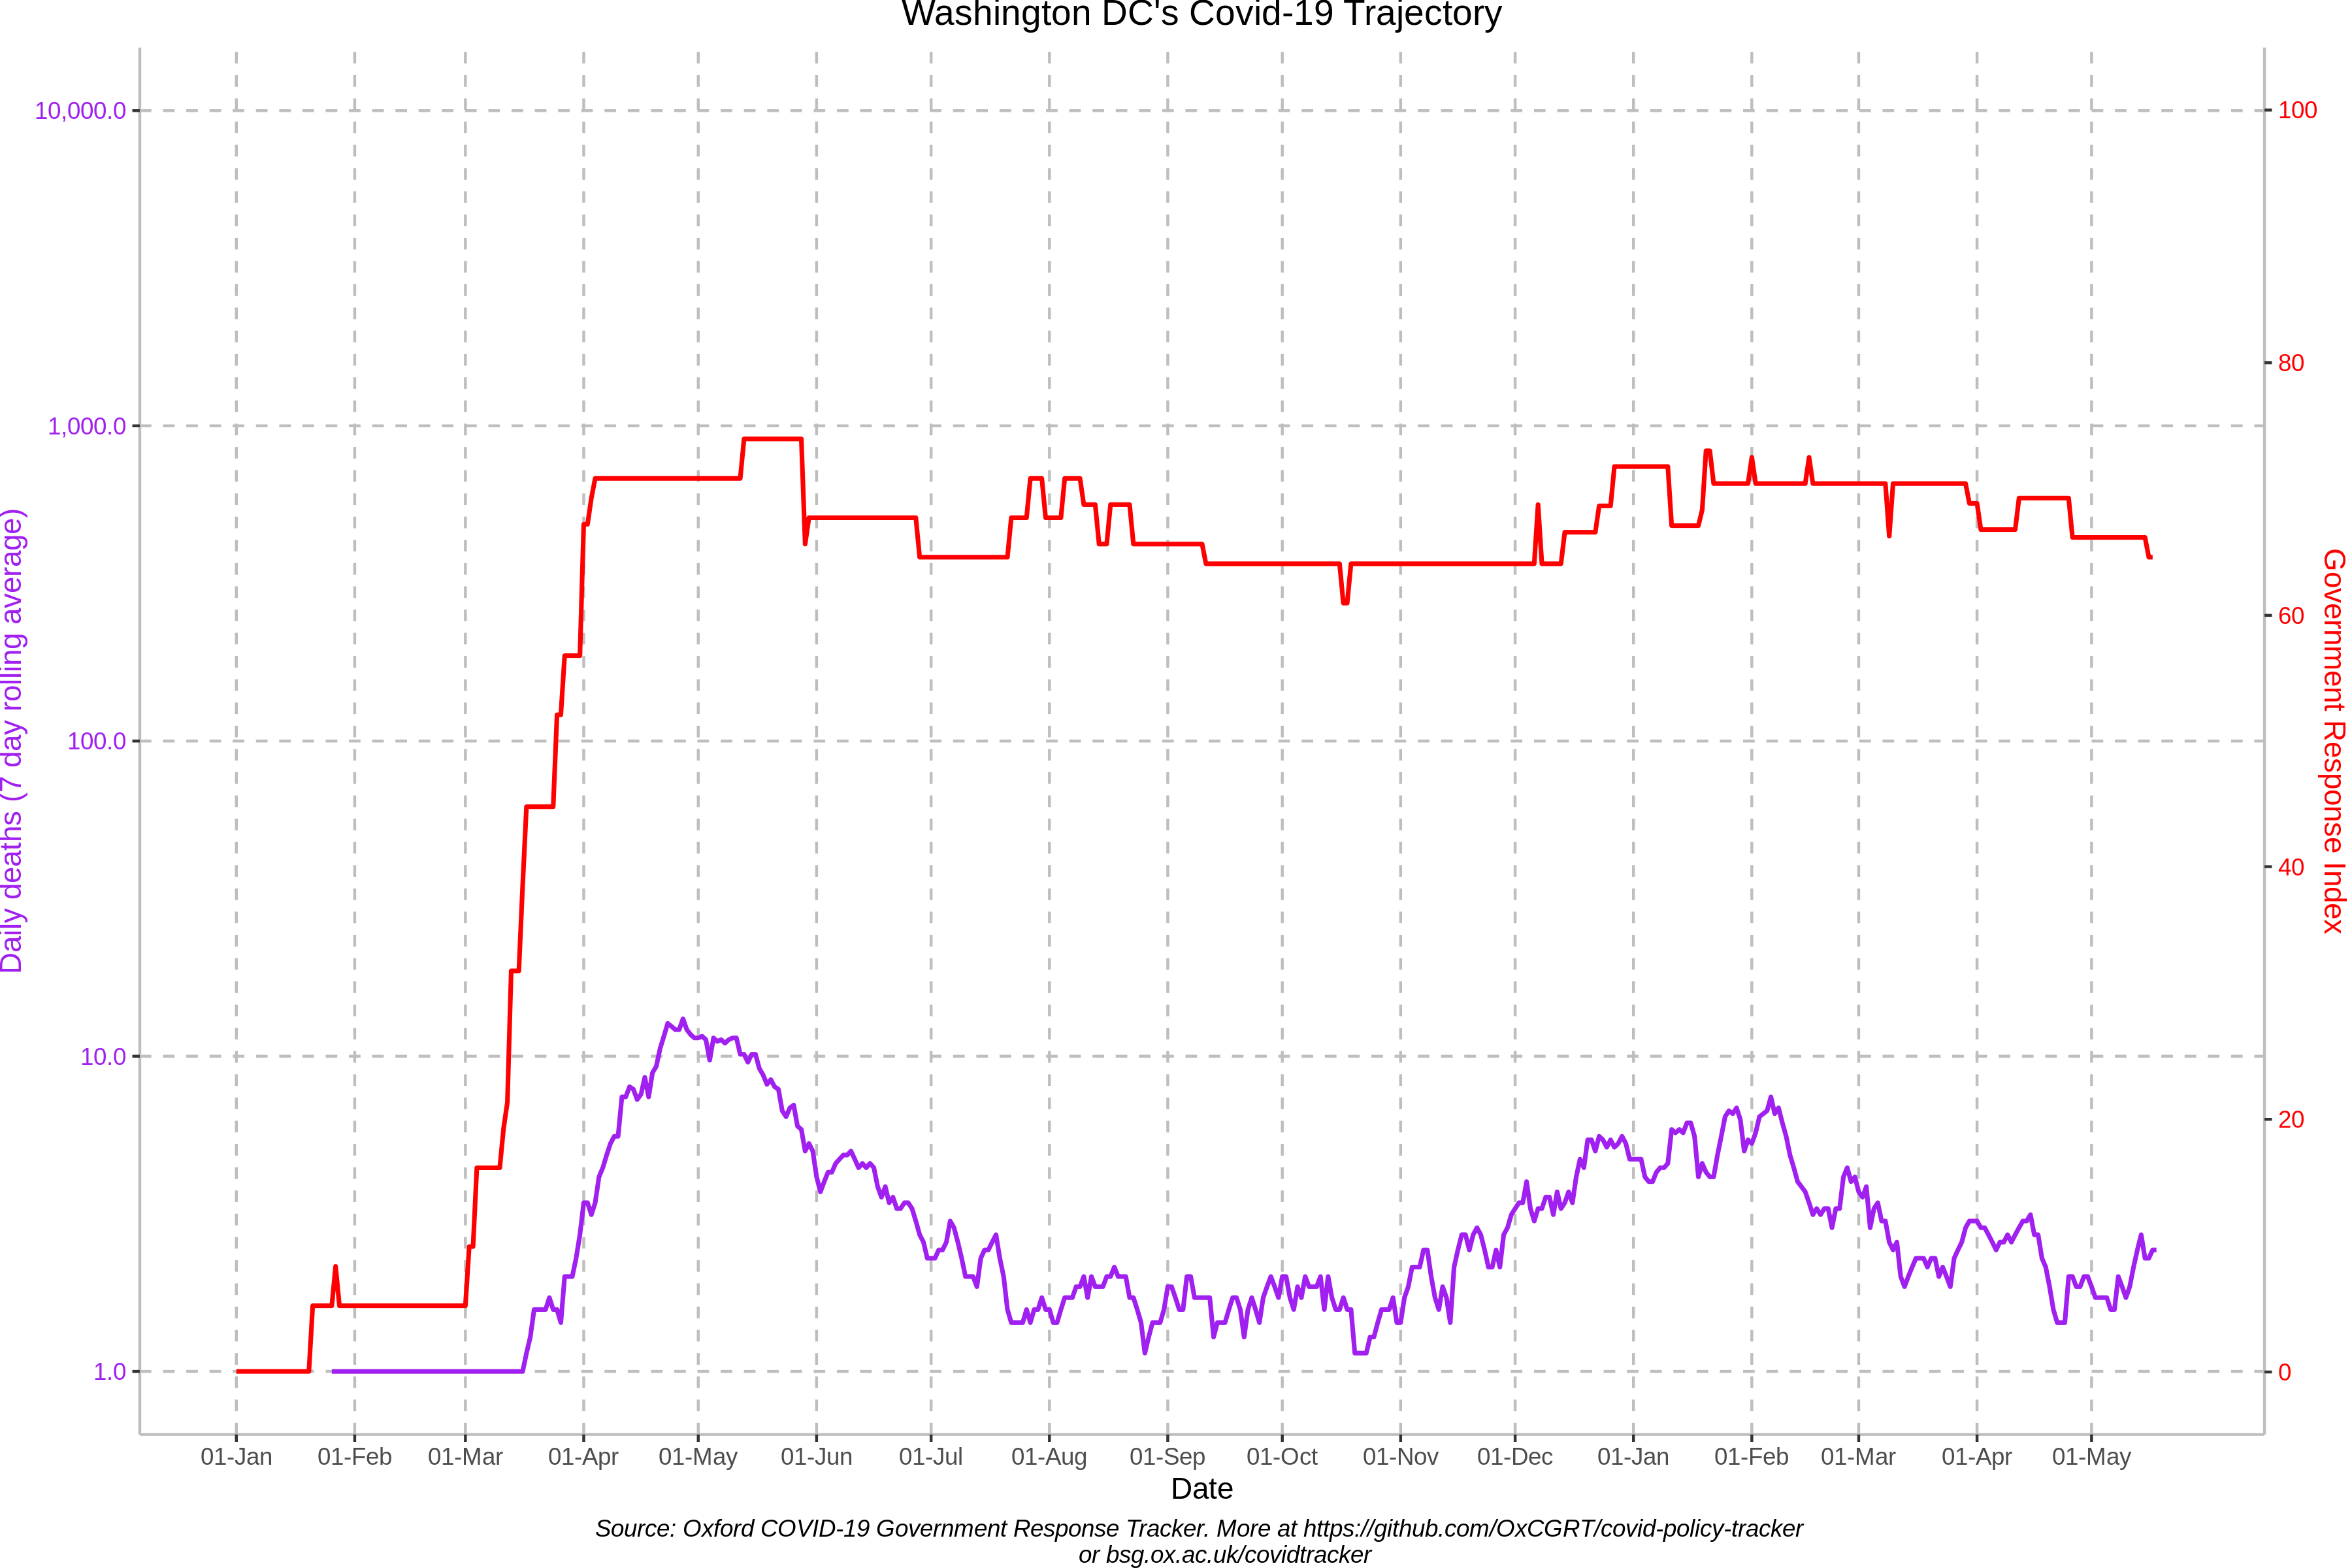 Washington DC's Covid-19 Trajectory
Daily deaths (7 day rolling average)
10,000.0
1,000.0
100.0
10.0
1.0
100
80
60
40
20
0
Government Response Index
01-Jan 01-Feb 01-Mar 01-Apr 01-May 01-Jun 01-Jul 01-Aug 01-Sep 01-Oct 01-Nov 01-Dec 01-Jan 01-Feb 01-Mar 01-Apr 01-May
Date
Source: Oxford COVID-19 Government Response Tracker. More at https://github.com/OxCGRT/covid-policy-tracker
or bsg.ox.ac.uk/covidtracker